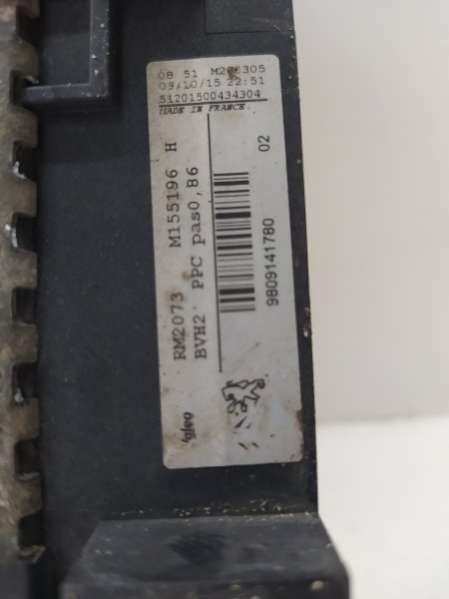 08 51
09/10/15 22:51
51201500434304
MADE IN FRANCE
RM2073 M155196 H
BVH2 PPC pas0,86
02
9809141780
Valeo